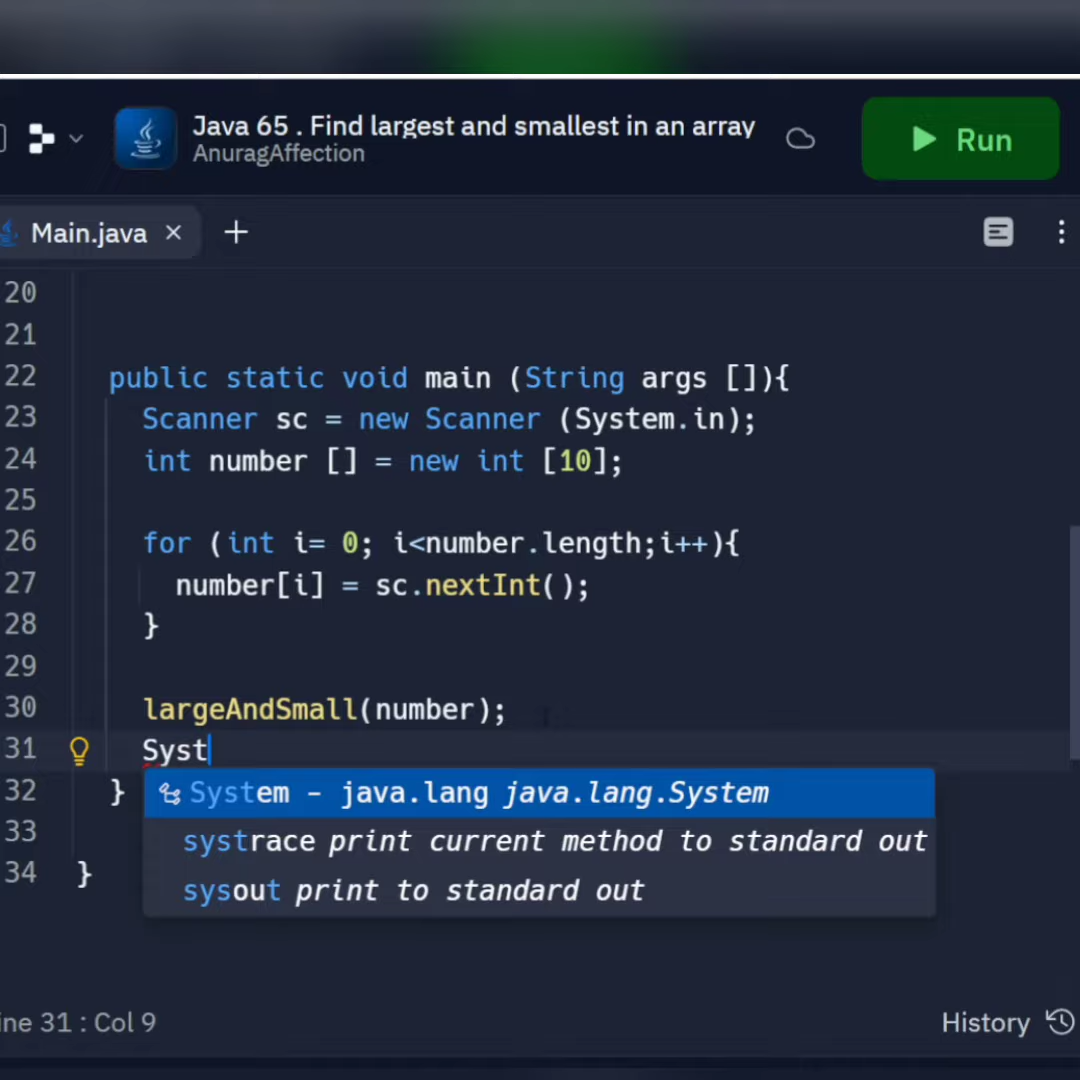 Java 65 . Find largest and smallest in an array
AnuragAffection
Run
Main.java
20
21
22 public static void main (String args []){
23 Scanner sc = new Scanner (System.in);
24 int number [] = new int [10];
25
26 for (int i= 0; i<number.length;i++){
27 number[i] = sc.nextInt();
28 }
29
30 largeAndSmall(number);
31 Syst
32 }
System - java.lang java.lang.System
systrace print current method to standard out
sysout print to standard out
33
34 }
ine 31 : Col 9
History